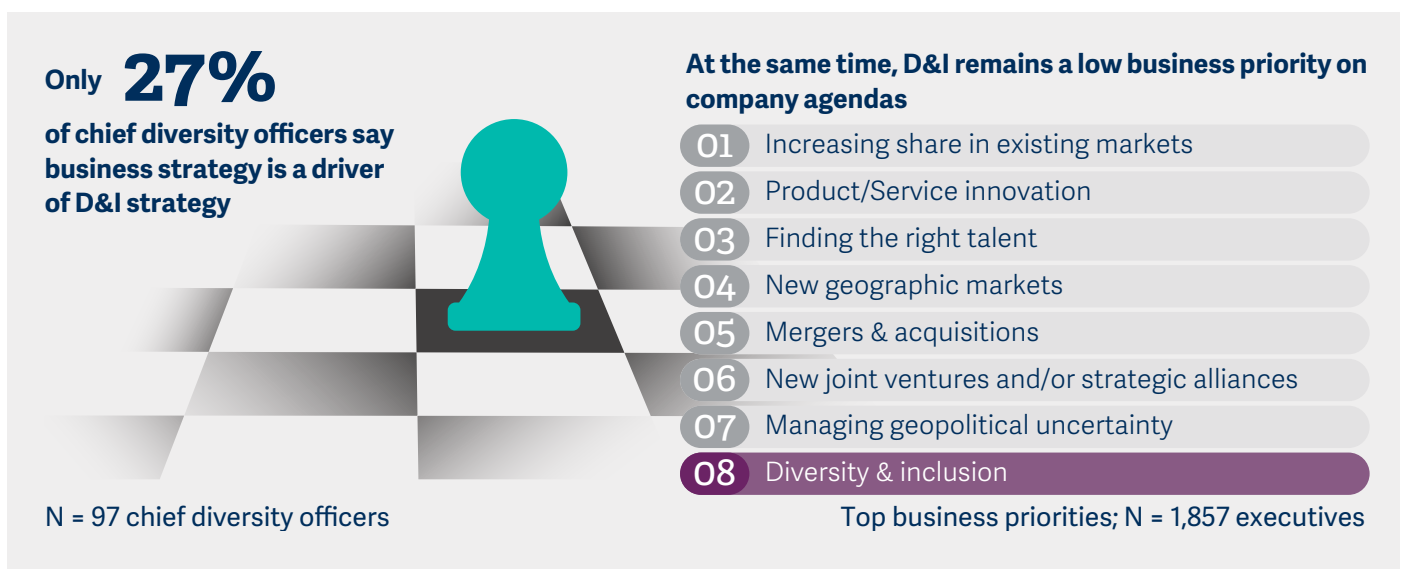 Only 27%
of chief diversity officers say
business strategy is a driver
of D&I strategy
N = 97 chief diversity officers
At the same time, D&I remains a low business priority on
company agendas
01 Increasing share in existing markets
02 Product/Service innovation
03 Finding the right talent
04 New geographic markets
05 Mergers & acquisitions
06 New joint ventures and/or strategic alliances
07 Managing geopolitical uncertainty
08 Diversity & inclusion
Top business priorities; N = 1,857 executives